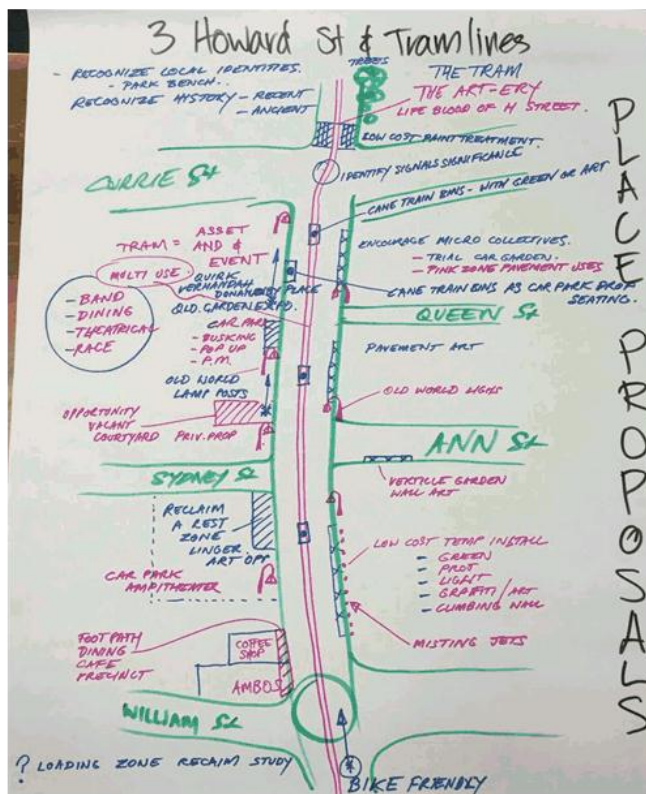 3 Howard St & Tramlines
- RECOGNIZE LOCAL IDENTITIES.
- PARK BENCH.
RECOGNIZE HISTORY - RECENT
- ANCIENT
TREES
THE TRAM
THE ART-ERY
LIFE BLOOD OF H STREET.
LOW COST PAINT TREATMENT.
IDENTIFY SIGNALS SIGNIFICANCE
CURRIE St
CANE TRAIN BINS - WITH GREEN OR ART
TRAM =
ASSET
AND &
EVENT
MULTI USE
- BAND
- DINING
- THEATRICAL
- RACE
QUIRK
VERHANDAH
PLACE
QLD. GARDEN EXPO.
ENCOURAGE MICRO COLLECTIVES.
- TRIAL CAR GARDEN.
- PINK ZONE PAVEMENT USES
CANE TRAIN BINS AS CAR PARK DROP
SEATING.
QUEEN St
CAR PARK
- BUSKING
- POP UP
- P.M.
PAVEMENT ART
OLD WORLD
LAMP POSTS
OLD WORLD LIGHTS
OPPORTUNITY
VACANT
COURTYARD PRIV. PROP
ANN St
SYDNEY St
VERTICLE GARDEN
WALL ART
RECLAIM
A REST
ZONE
LINGER
ART OPT
CAR PARK
AMPITHEATER
LOW COST TEMP INSTALL
- GREEN
- PROJ
- LIGHT
- GRAFFITI/ART
- CLIMBING WALL
MISTING JETS
FOOT PATH
DINING
CAFE
PRECINCT
COFFEE
SHOP
AMBOS
WILLIAM St
? LOADING ZONE RECLAIM STUDY
BIKE FRIENDLY
PLACE PROPOSALS